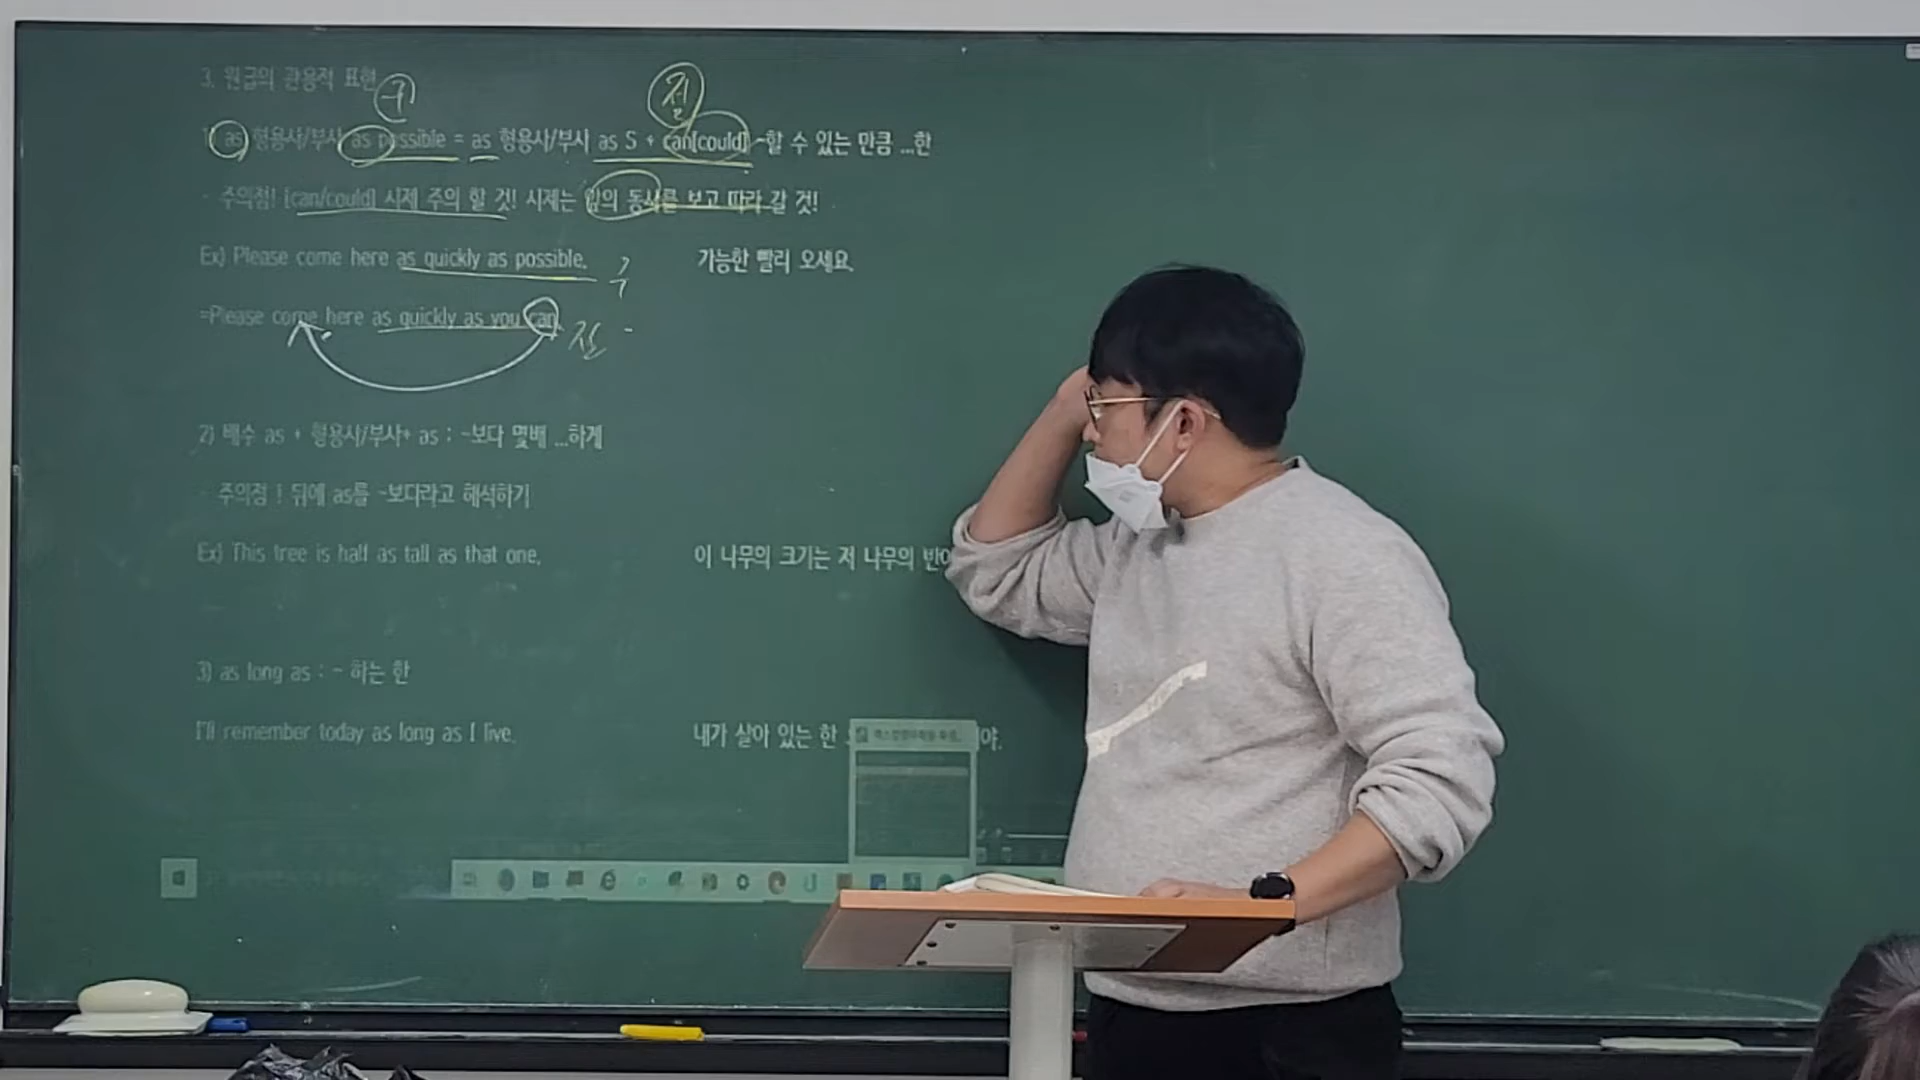 3. 원급의 관용적 표현
구
절
1) as 형용사/부사 as possible = as 형용사/부사 as S + can[could] ~할 수 있는 만큼 ...한
- 주의점! [can/could] 시제 주의 할 것! 시제는 앞의 동사를 보고 따라 갈 것!
Ex) Please come here as quickly as possible. 구 가능한 빨리 오세요.
=Please come here as quickly as you can. 절
2) 배수 as + 형용사/부사+ as : ~보다 몇배 ...하게
- 주의점 ! 뒤에 as를 ~보다라고 해석하기
Ex) This tree is half as tall as that one. 이 나무의 크기는 저 나무의
3) as long as : ~ 하는 한
I'll remember today as long as I live. 내가 살아 있는 한 야.